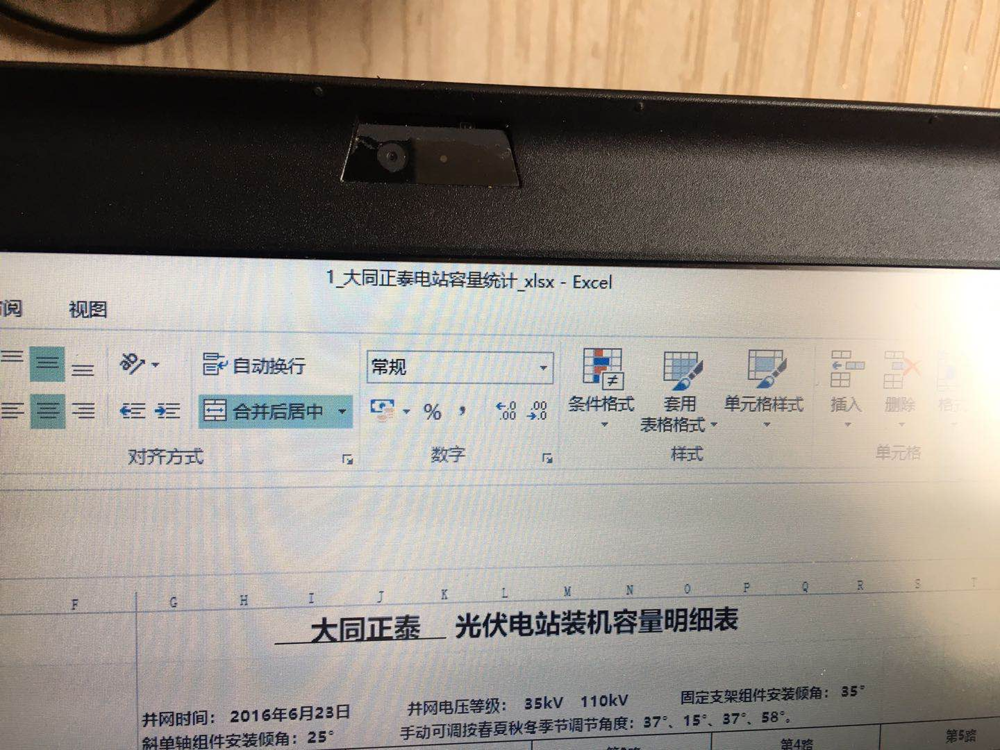 1_大同正泰电站容量统计_xlsx - Excel
阅 视图
自动换行 常规
合并后居中 % , 条件格式 套用 表格格式 单元格样式 插入 删除
.0 .00 .00 .0
对齐方式 数字 样式 单元格
F G H I J K L M N O P Q R S T
大同正泰 光伏电站装机容量明细表
井网时间： 2016年6月23日 井网电压等级： 35kV 110kV 固定支架组件安装倾角： 35°
斜单轴组件安装倾角： 25° 手动可调按春夏秋冬季节调节角度：37°、15°、37°、58°。
第4路 第5路